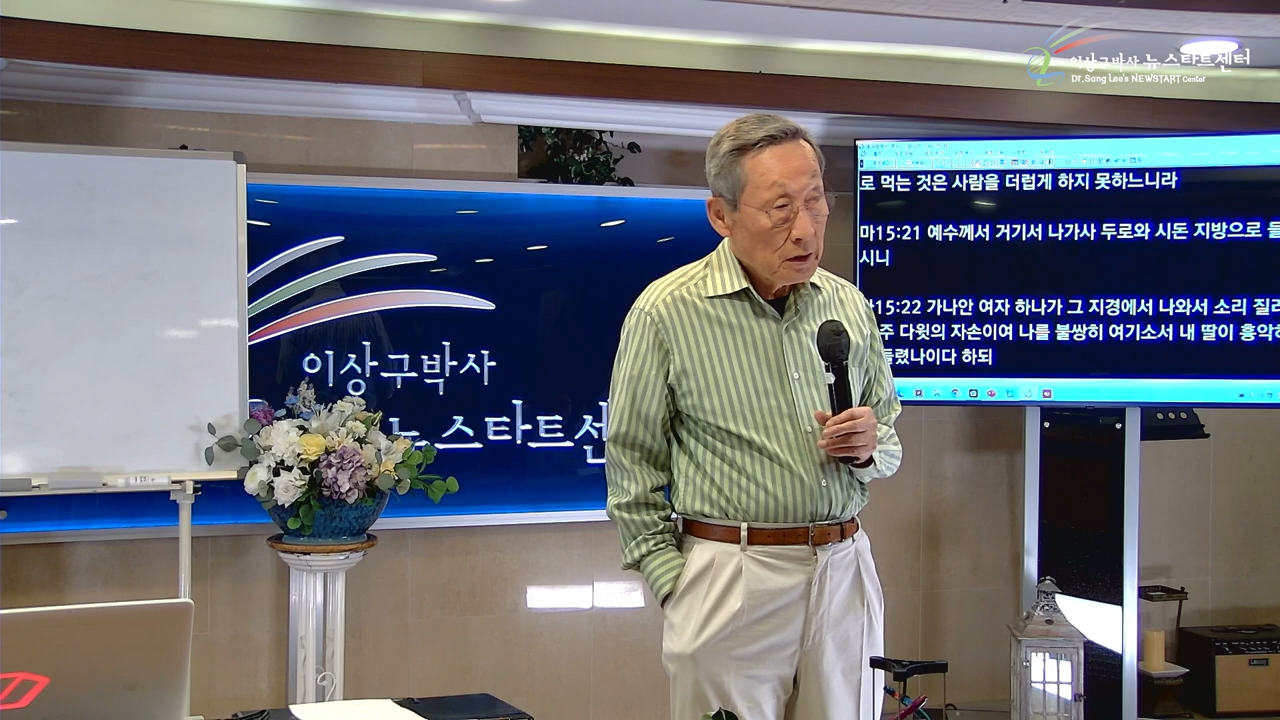 이상구박사 뉴스타트센터
Dr.Sang Lee's NEWSTART Center
로 먹는 것은 사람을 더럽게 하지 못하느니라
마15:21 예수께서 거기서 나가사 두로와 시돈 지방으로 들
시니
15:22 가나안 여자 하나가 그 지경에서 나와서 소리 질러
주 다윗의 자손이여 나를 불쌍히 여기소서 내 딸이 흉악하
들렸나이다 하되
이상구박사
뉴스타트센